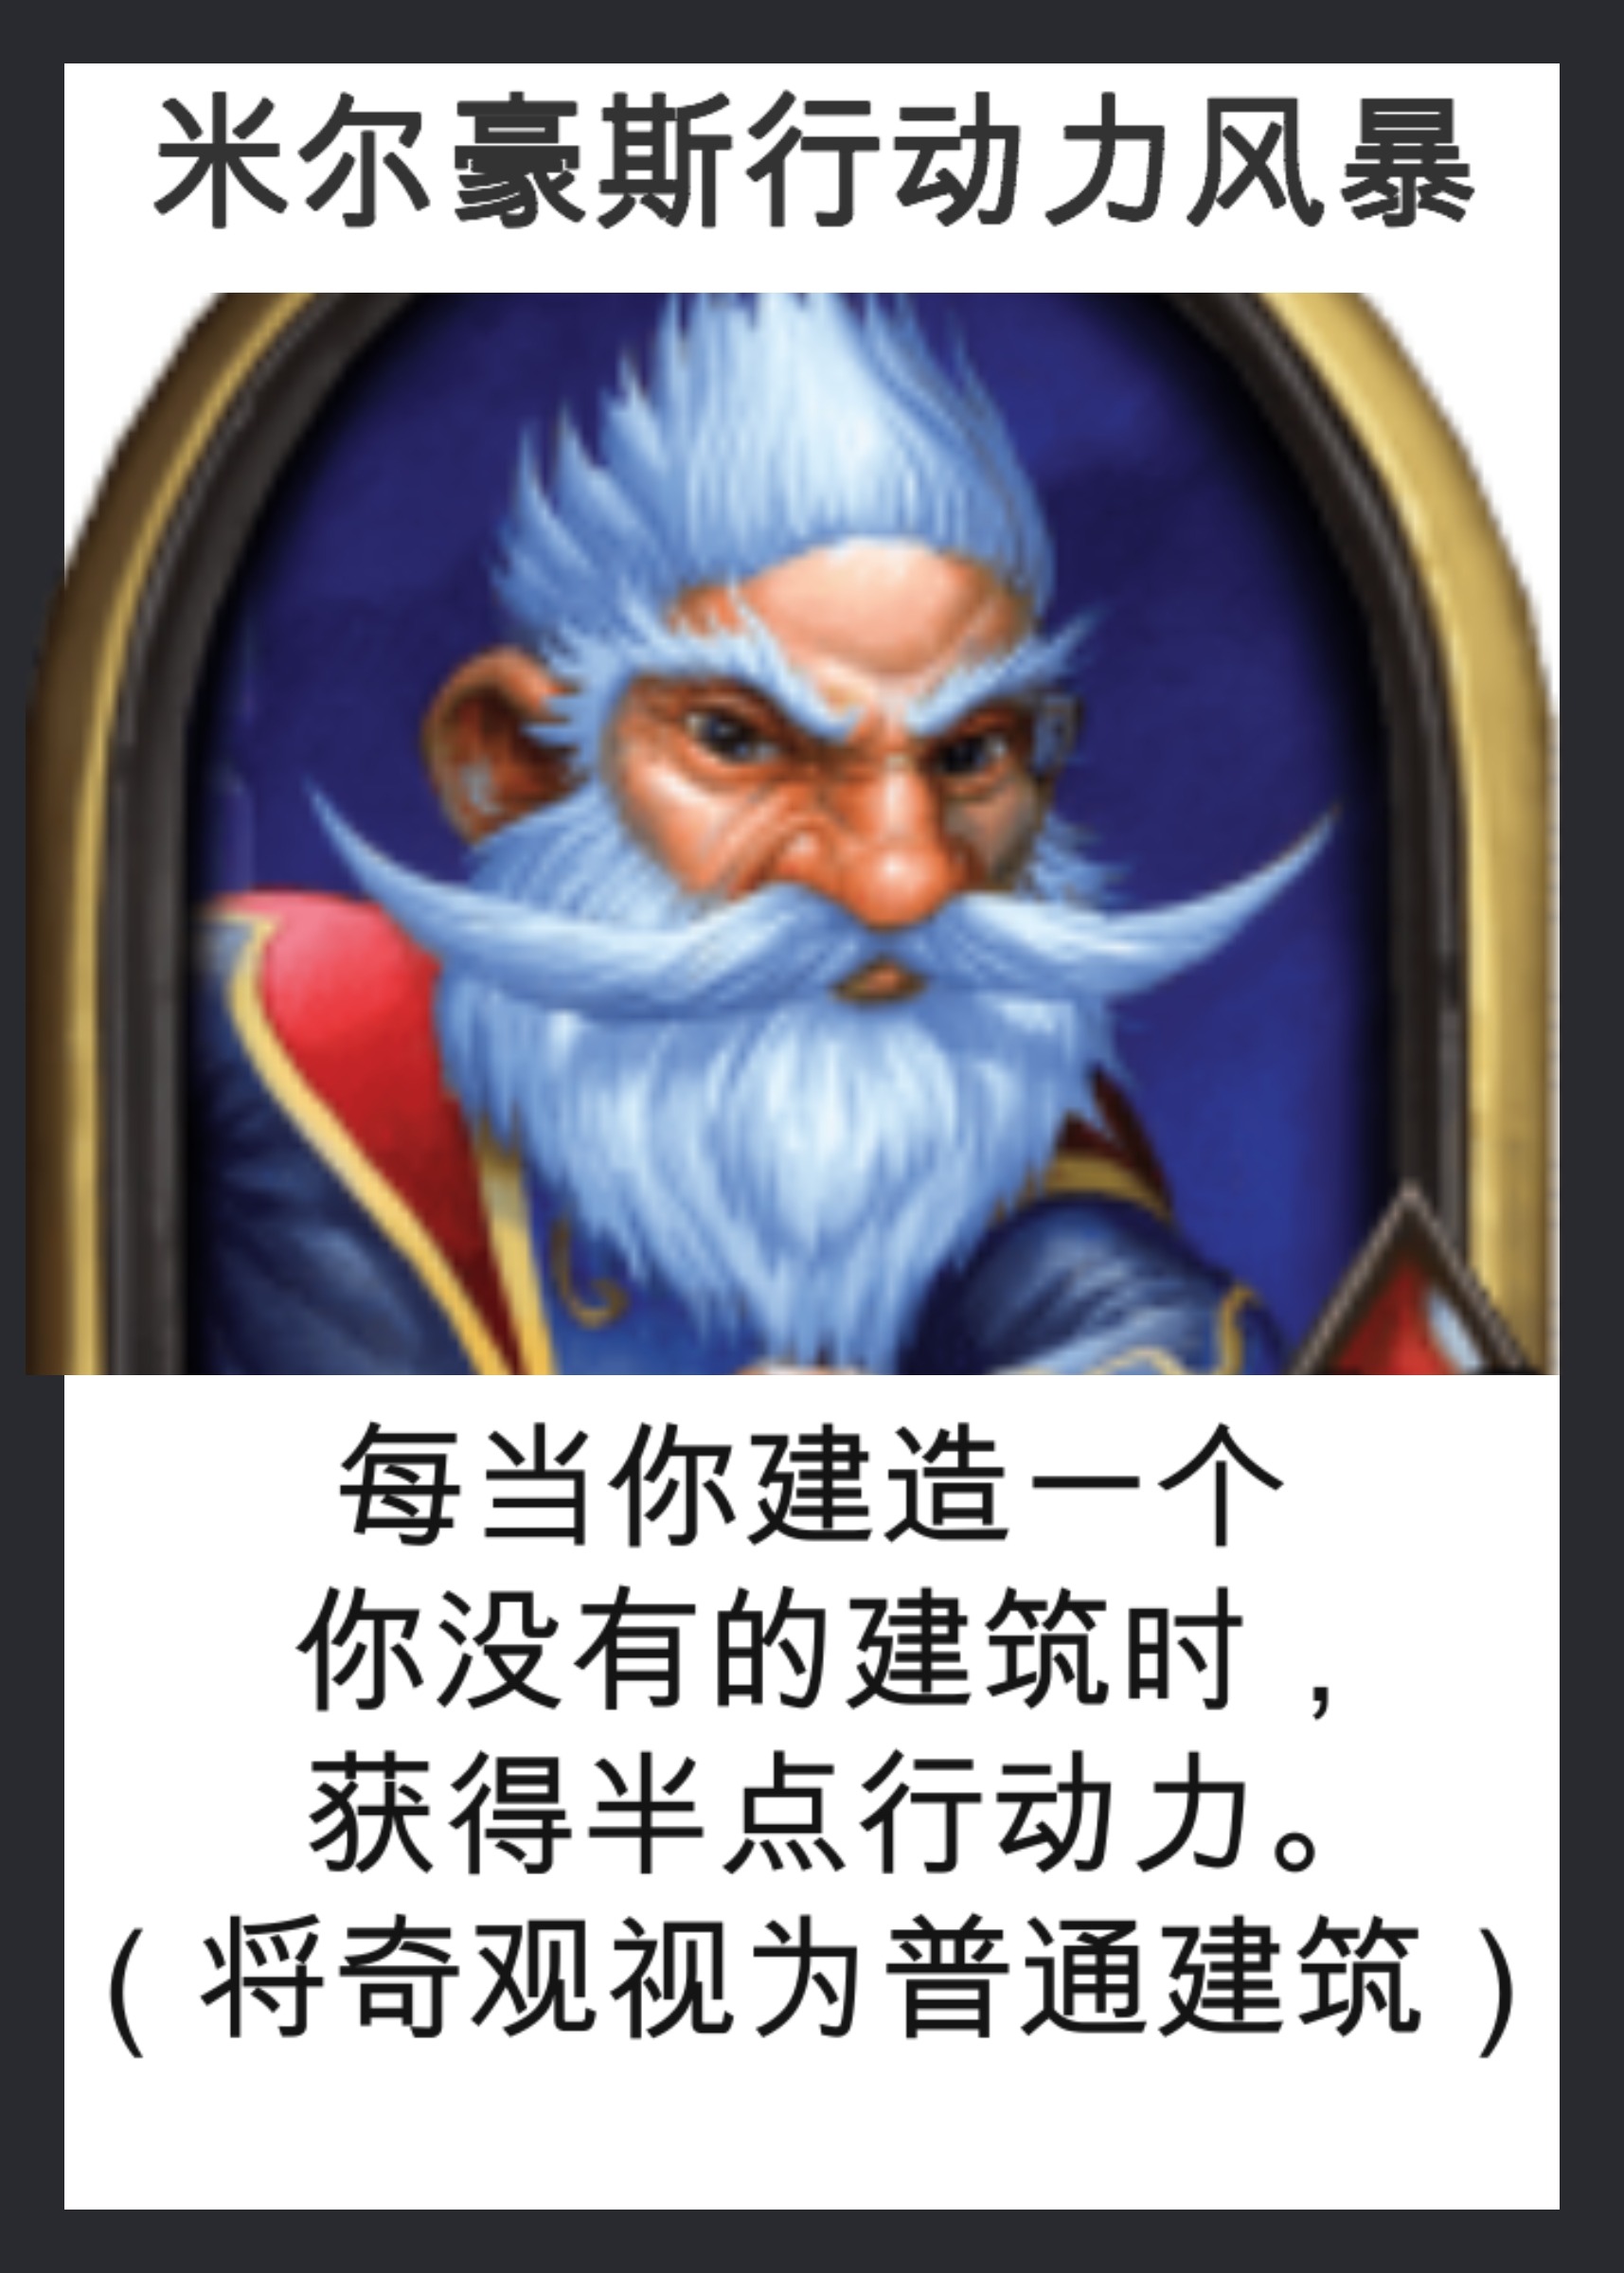 米尔豪斯行动力风暴
每当你建造一个
你没有的建筑时，
获得半点行动力。
（将奇观视为普通建筑）